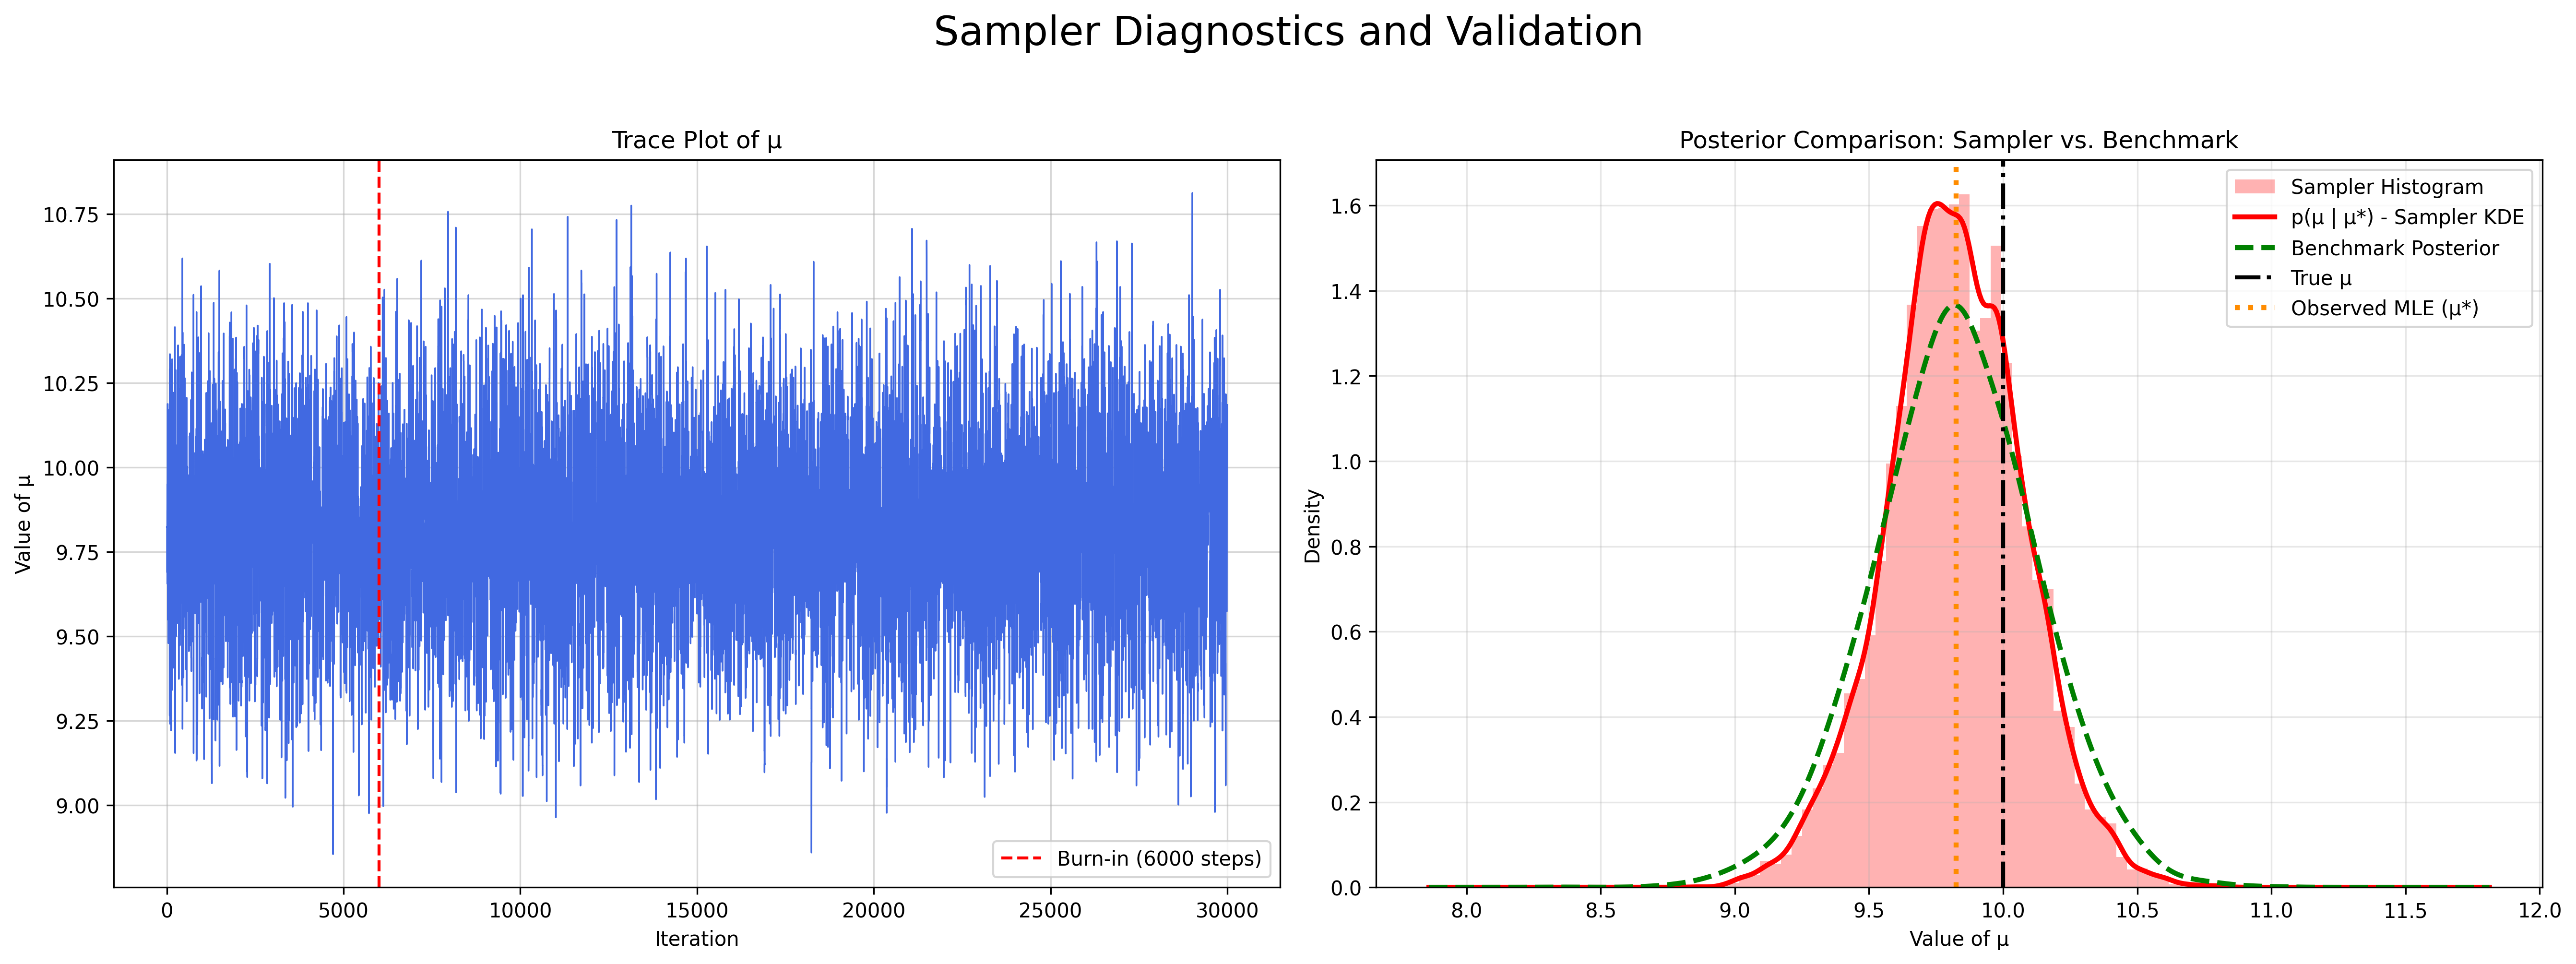 Sampler Diagnostics and Validation
Trace Plot of μ
Value of μ
10.75
10.50
10.25
10.00
9.75
9.50
9.25
9.00
0 5000 10000 15000 20000 25000 30000
Iteration
Burn-in (6000 steps)
Posterior Comparison: Sampler vs. Benchmark
Density
1.6
1.4
1.2
1.0
0.8
0.6
0.4
0.2
0.0
8.0 8.5 9.0 9.5 10.0 10.5 11.0 11.5 12.0
Value of μ
Sampler Histogram
p(μ | μ*) - Sampler KDE
Benchmark Posterior
True μ
Observed MLE (μ*)